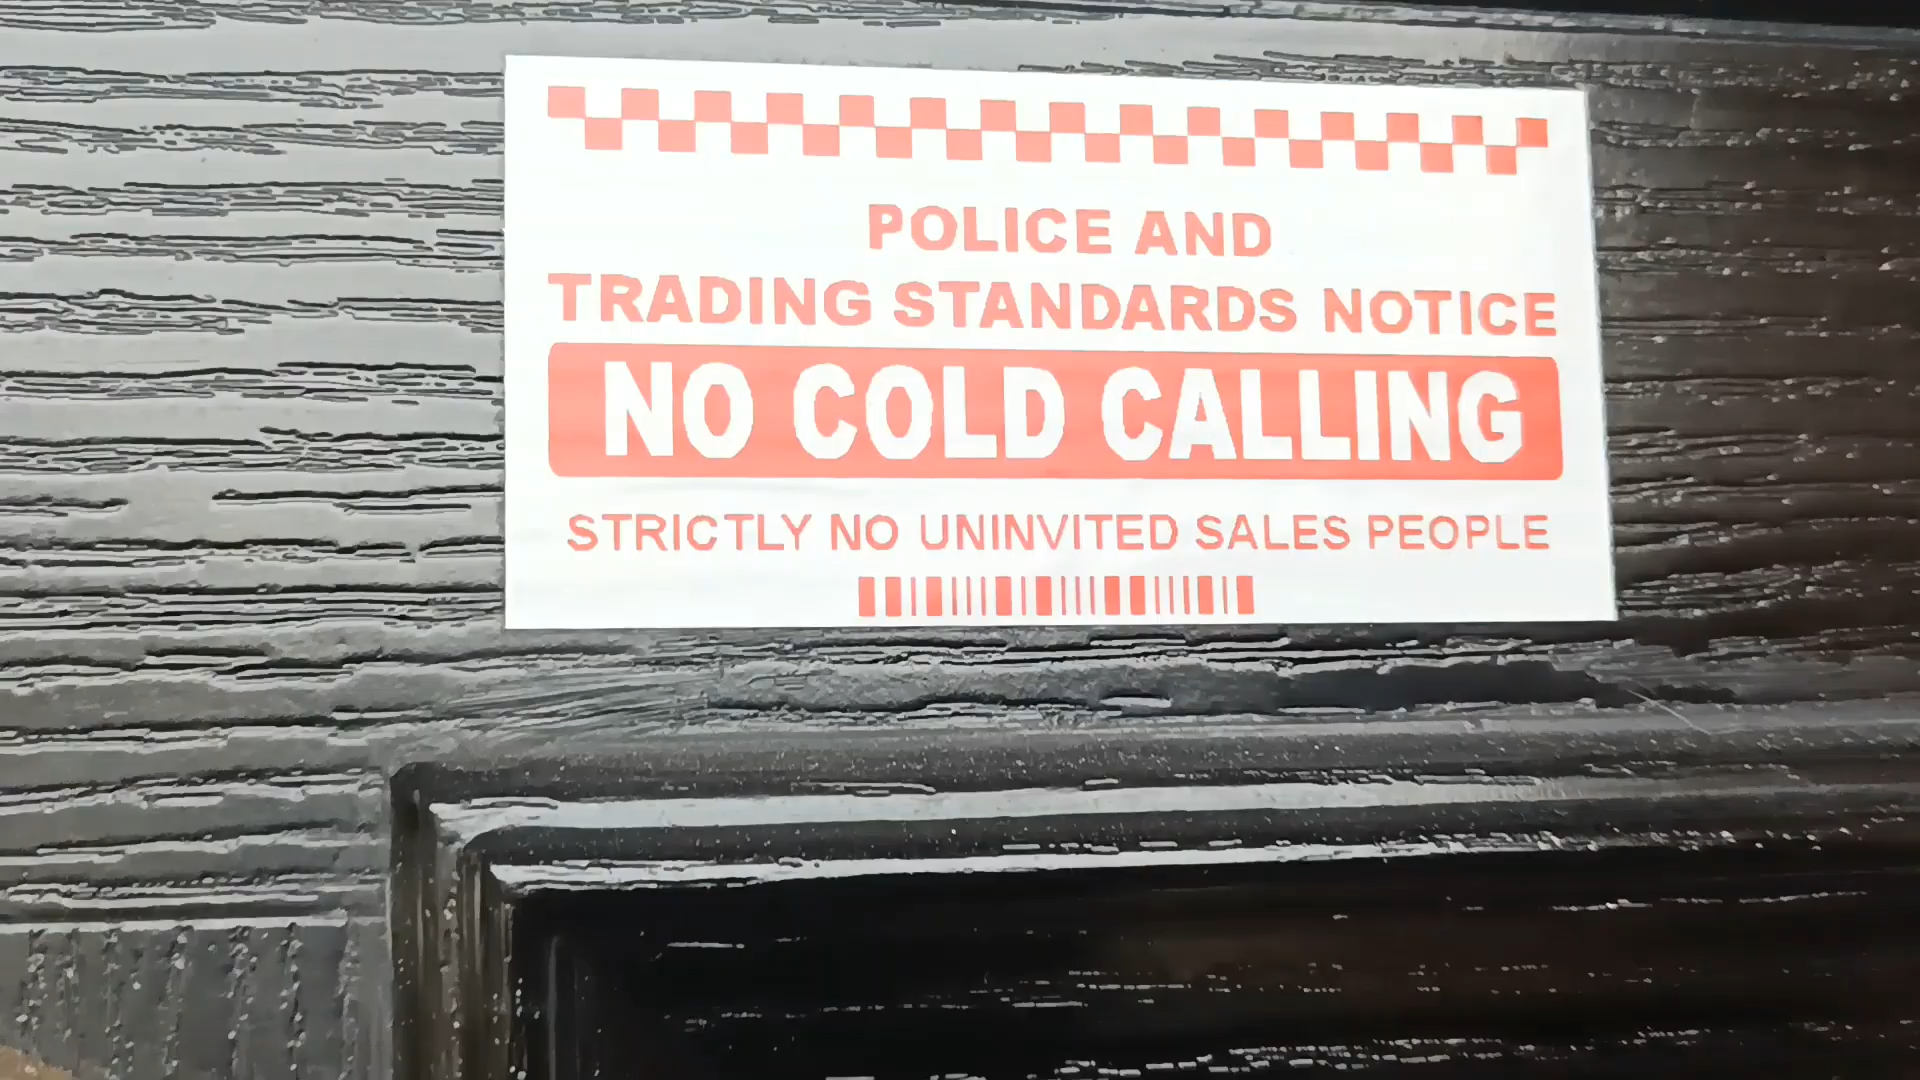 POLICE AND
TRADING STANDARDS NOTICE
NO COLD CALLING
STRICTLY NO UNINVITED SALES PEOPLE